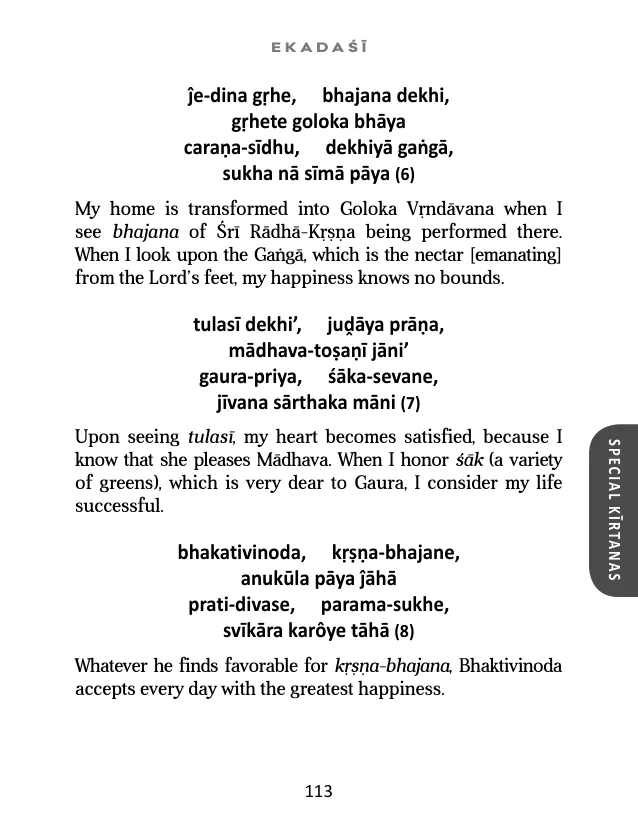 EKADAŚĪ
ĵe-dina gṛhe, bhajana dekhi,
gṛhete goloka bhāya
caraṇa-sīdhu, dekhiyā gaṅgā,
sukha nā sīmā pāya (6)
My home is transformed into Goloka Vṛndāvana when I
see bhajana of Śrī Rādhā-Kṛṣṇa being performed there.
When I look upon the Gaṅgā, which is the nectar [emanating]
from the Lord’s feet, my happiness knows no bounds.
tulasī dekhi’, juḓāya prāṇa,
mādhava-toṣaṇī jāni’
gaura-priya, śāka-sevane,
jīvana sārthaka māni (7)
Upon seeing tulasī, my heart becomes satisfied, because I
know that she pleases Mādhava. When I honor śāk (a variety
of greens), which is very dear to Gaura, I consider my life
successful.
bhakativinoda, kṛṣṇa-bhajane,
anukūla pāya ĵāhā
prati-divase, parama-sukhe,
svīkāra karôye tāhā (8)
Whatever he finds favorable for kṛṣṇa-bhajana, Bhaktivinoda
accepts every day with the greatest happiness.
SPECIAL KĪRTANAS
113